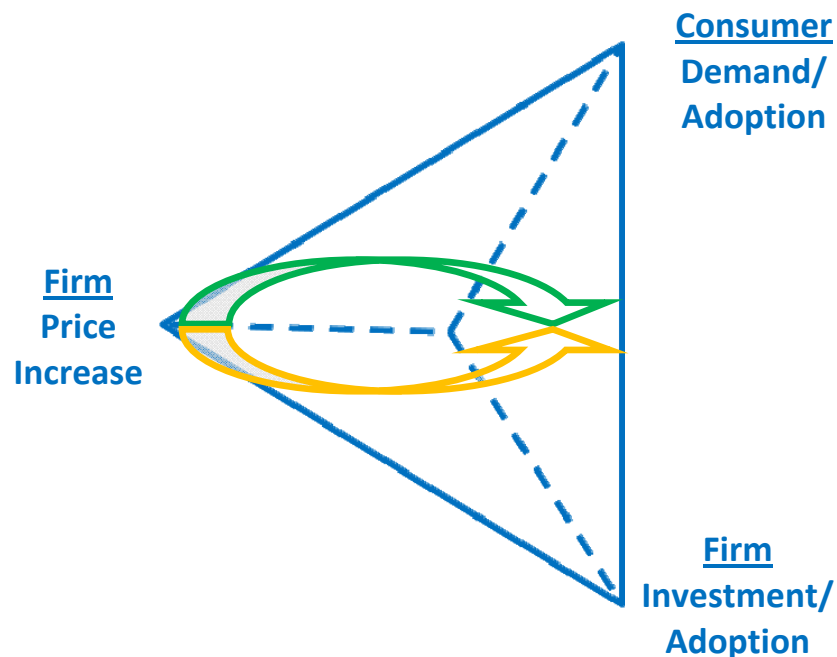 Consumer
Demand/
Adoption
Firm
Price
Increase
Firm
Investment/
Adoption